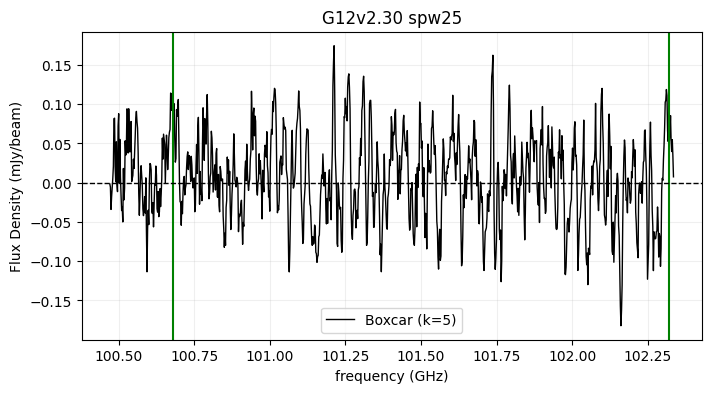 G12v2.30 spw25
Flux Density (mJy/beam)
0.15
0.10
0.05
0.00
−0.05
−0.10
−0.15
Boxcar (k=5)
100.50 100.75 101.00 101.25 101.50 101.75 102.00 102.25
frequency (GHz)